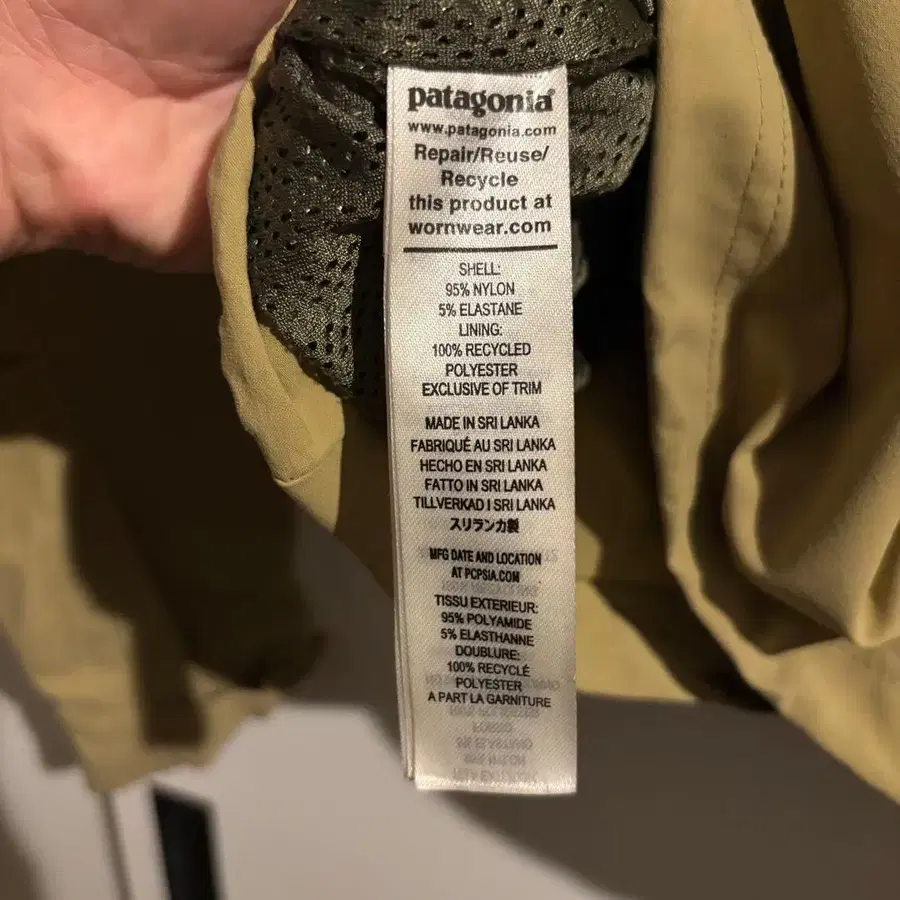 patagonia®
www.patagonia.com
Repair/Reuse/
Recycle
this product at
wornwear.com
SHELL:
95% NYLON
5% ELASTANE
LINING:
100% RECYCLED
POLYESTER
EXCLUSIVE OF TRIM
MADE IN SRI LANKA
FABRIQUÉ AU SRI LANKA
HECHO EN SRI LANKA
FATTO IN SRI LANKA
TILLVERKAD I SRI LANKA
スリランカ製
MFG DATE AND LOCATION
AT PCPSIA.COM
TISSU EXTERIEUR:
95% POLYAMIDE
5% ELASTHANNE
DOUBLURE:
100% RECYCLÉ
POLYESTER
A PART LA GARNITURE